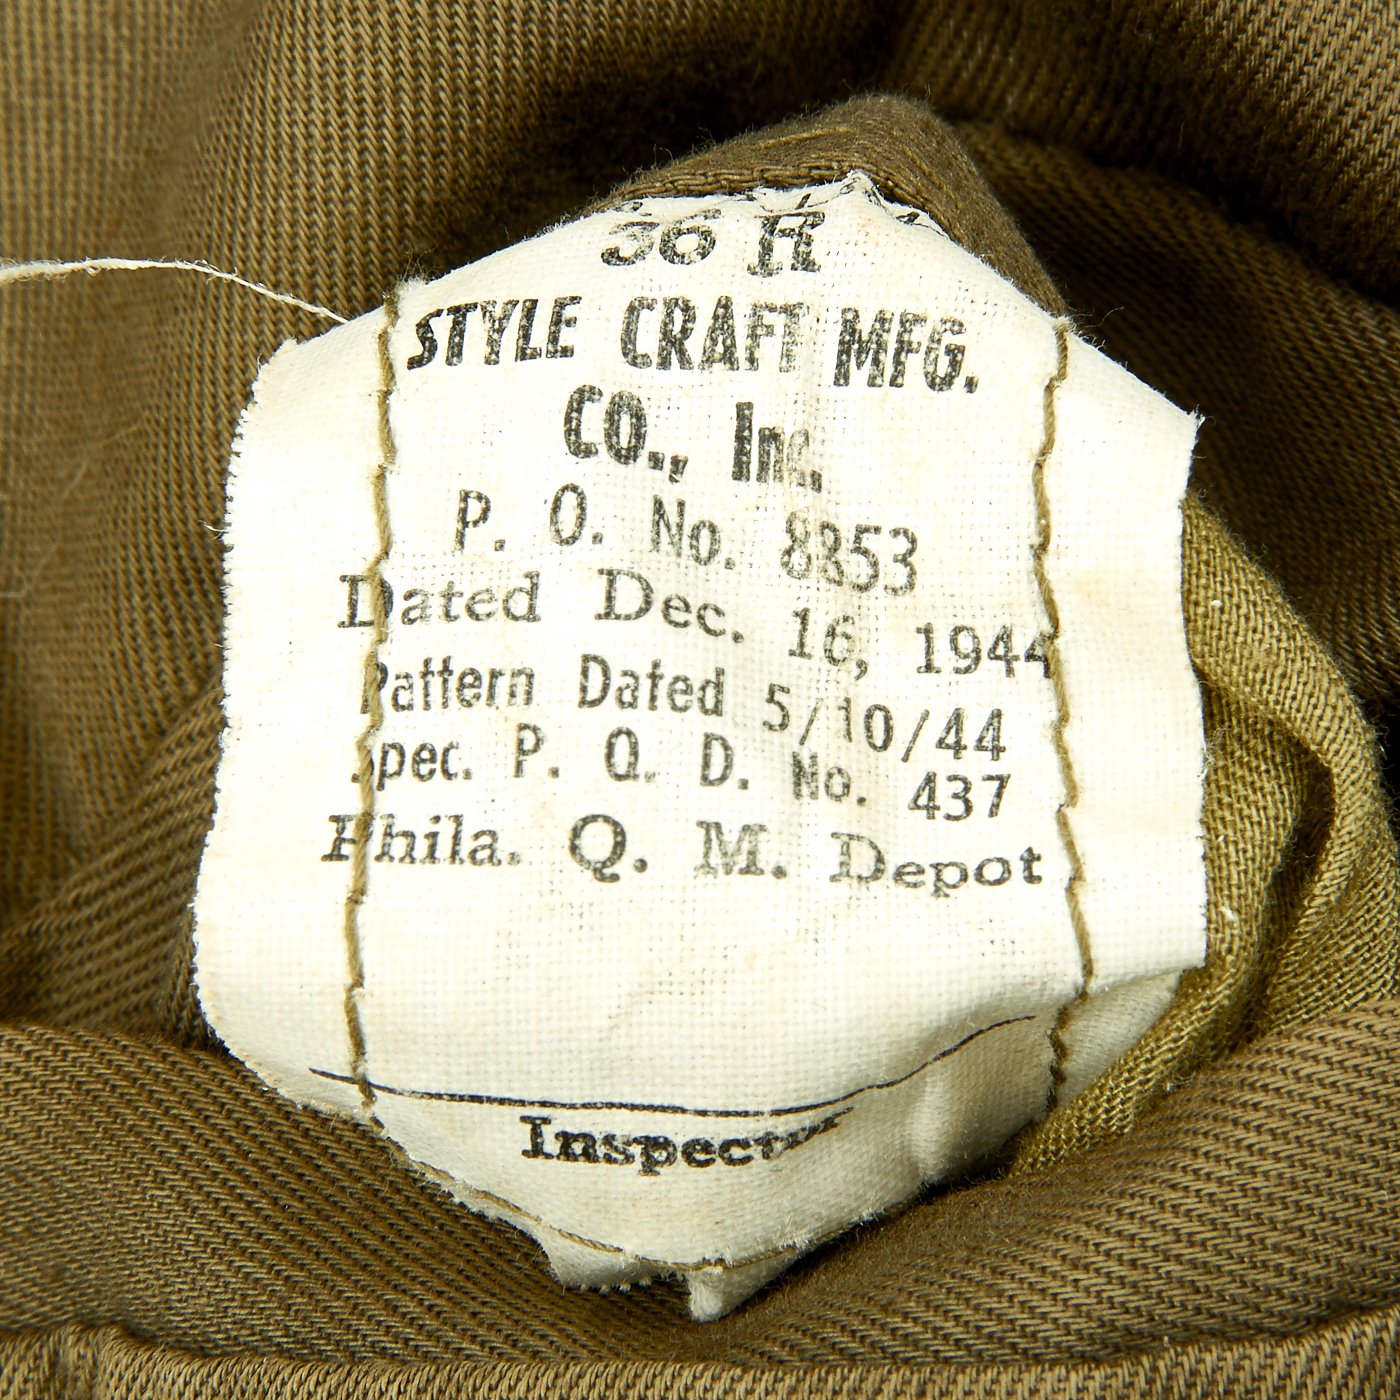 36 R
STYLE CRAFT MFG.
CO., Inc.
P. O. No. 8853
Dated Dec. 16, 1944
Pattern Dated 5/10/44
Spec. P. Q. D. No. 437
Phila. Q. M. Depot
Inspector